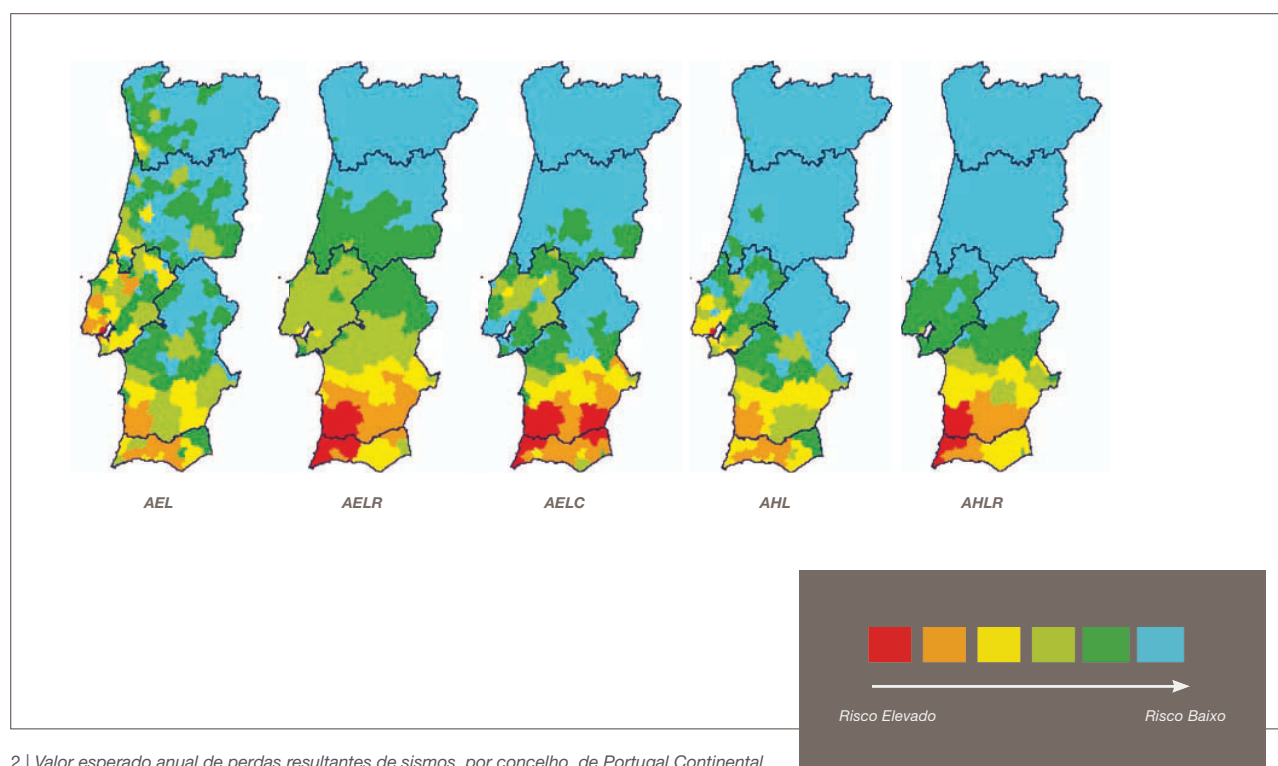 AEL AELR AELC AHL AHLR
Risco Elevado Risco Baixo
2 | Valor esperado anual de perdas resultantes de sismos, por concelho, de Portugal Continental